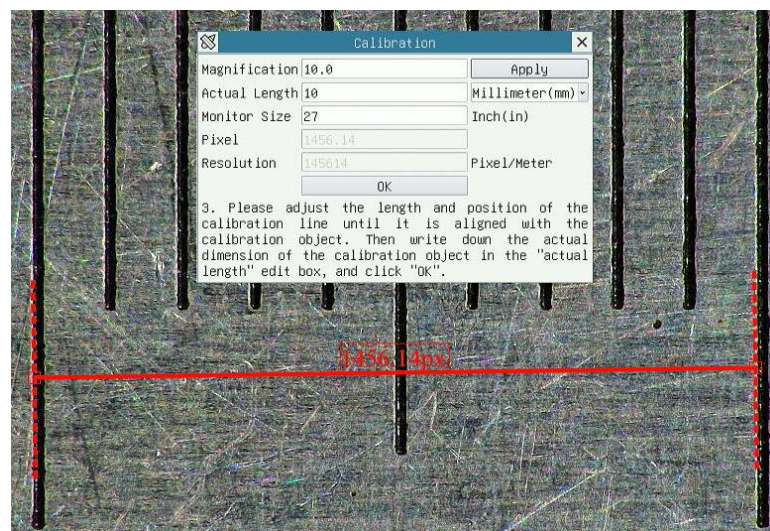 Calibration
Magnification 10.0 Apply
Actual Length 10 Millimeter(mm)
Monitor Size 27 Inch(in)
Pixel 1456.14
Resolution 145614 Pixel/Meter
OK
3. Please adjust the length and position of the
calibration line until it is aligned with the
calibration object. Then write down the actual
dimension of the calibration object in the "actual
length" edit box, and click "OK".
1456.14px